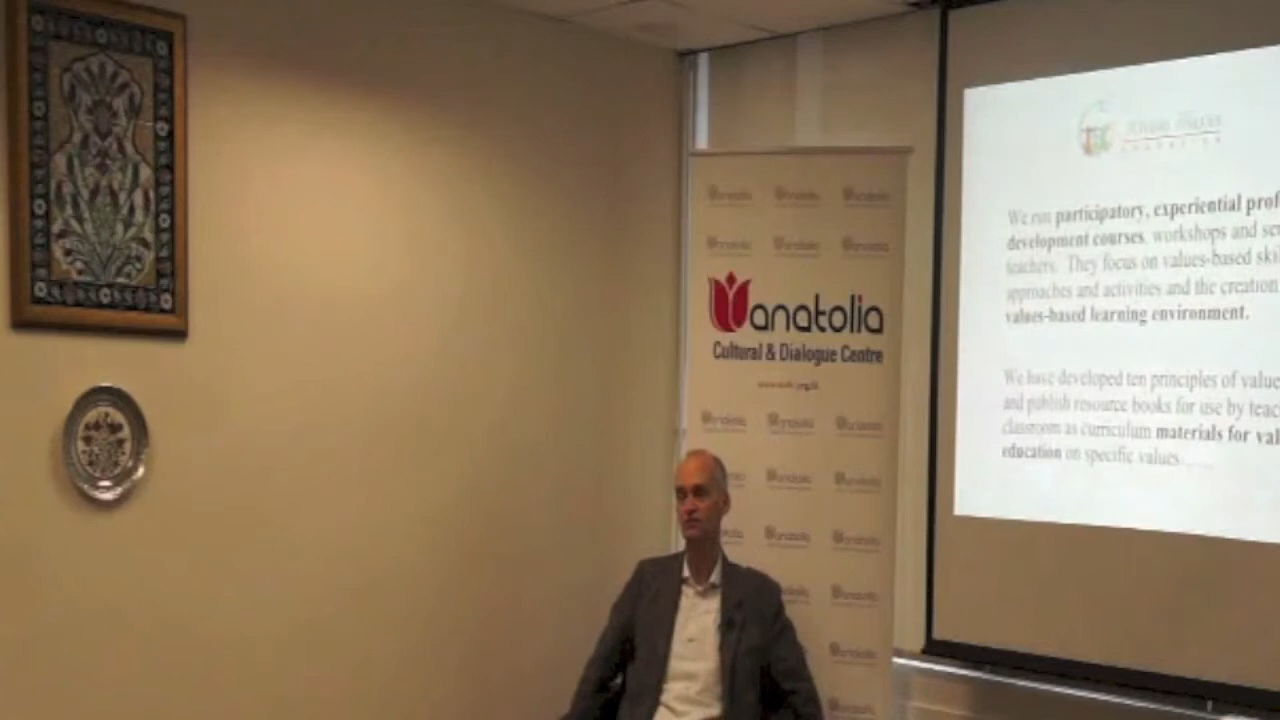 anatolia
Cultural & Dialogue Centre
We run participatory, experiential prof
development courses, workshops and
teachers. They focus on values-based
approaches and activities and the creation
values-based learning environment.
We have developed ten principles of value
and publish resource books for use by teac
classroom as curriculum materials for val
education on specific values